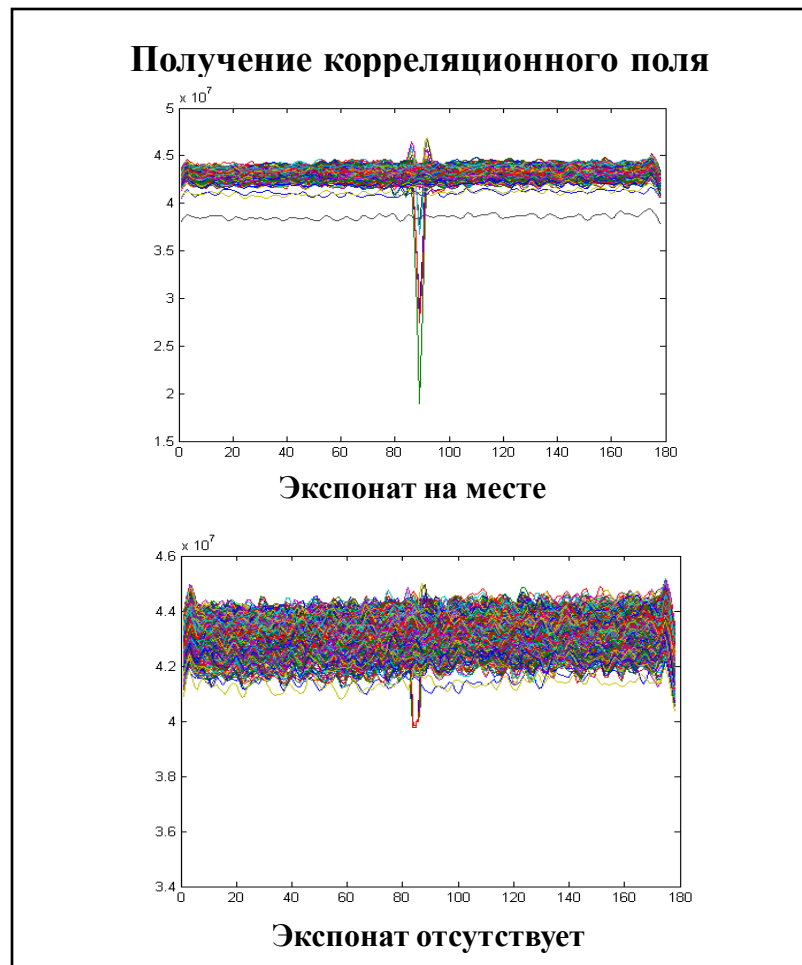 Получение корреляционного поля
x 10^7
5
4.5
4
3.5
3
2.5
2
1.5
0 20 40 60 80 100 120 140 160 180
Экспонат на месте
x 10^7
4.6
4.4
4.2
4
3.8
3.6
3.4
0 20 40 60 80 100 120 140 160 180
Экспонат отсутствует